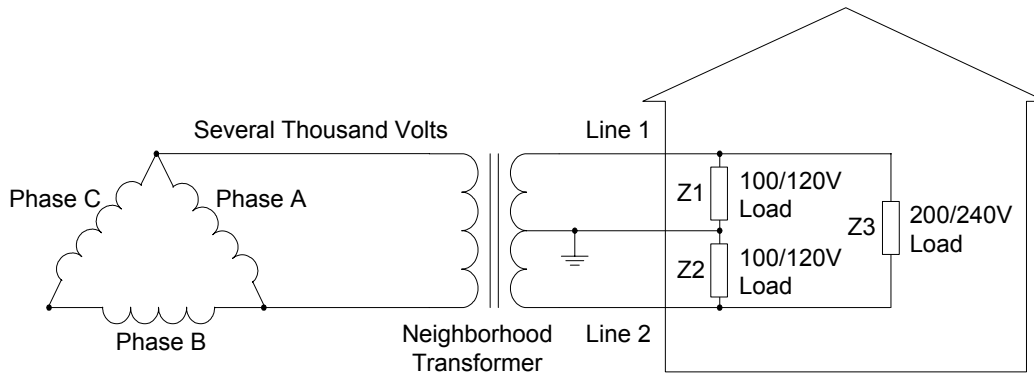 Several Thousand Volts
Line 1
Phase C
Phase A
Phase B
Neighborhood
Transformer
Line 2
Z1
100/120V
Load
Z2
100/120V
Load
Z3
200/240V
Load